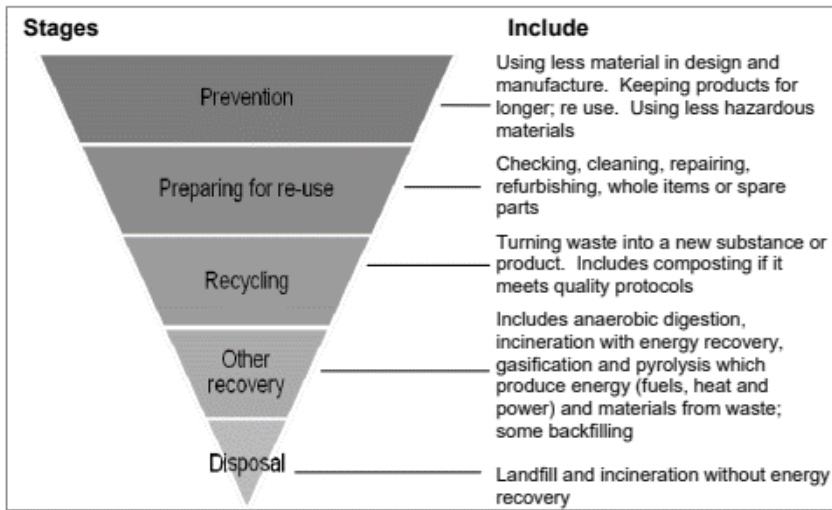 Stages
Include
Prevention
Using less material in design and
manufacture. Keeping products for
longer; re use. Using less hazardous
materials
Preparing for re-use
Checking, cleaning, repairing,
refurbishing, whole items or spare
parts
Recycling
Turning waste into a new substance or
product. Includes composting if it
meets quality protocols
Other
recovery
Includes anaerobic digestion,
incineration with energy recovery,
gasification and pyrolysis which
produce energy (fuels, heat and
power) and materials from waste;
some backfilling
Disposal
Landfill and incineration without energy
recovery